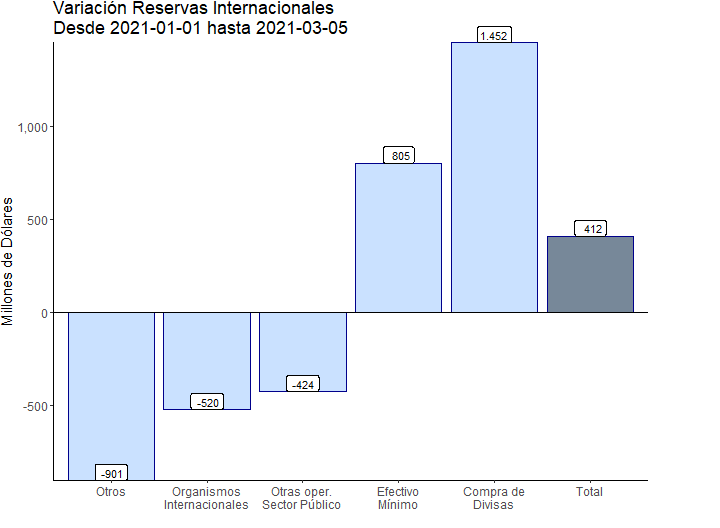 Variación Reservas Internacionales
Desde 2021-01-01 hasta 2021-03-05
Millones de Dólares
1,000
500
0
-500
-901
-520
-424
805
1.452
412
Otros
Organismos
Internacionales
Otras oper.
Sector Público
Efectivo
Mínimo
Compra de
Divisas
Total